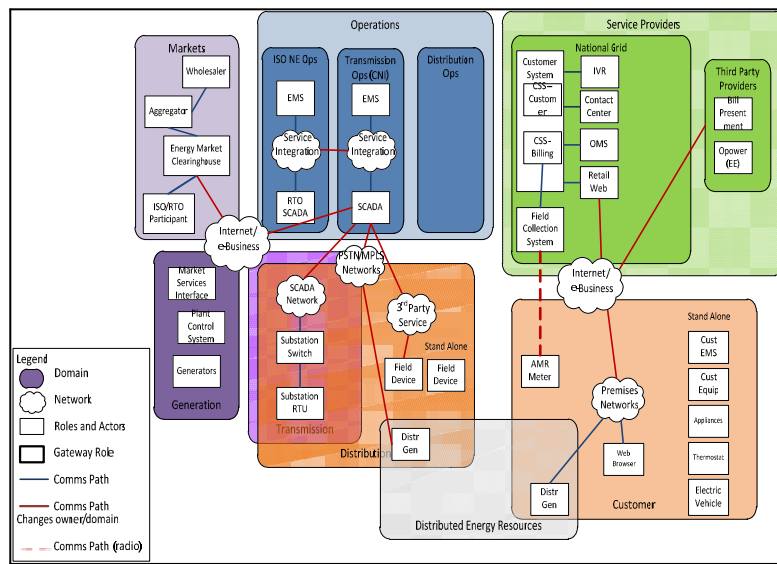 Markets
Wholesaler
Aggregator
Energy Market
Clearinghouse
ISO/RTO
Participant
Operations
ISO NE Ops
EMS
Service
Integration
RTO
SCADA
Transmission
Ops (CNI)
EMS
Service
Integration
SCADA
Distribution
Ops
Service Providers
National Grid
Customer
System
IVR
CSS–
Custom
er
Contact
Center
CSS-
Billing
OMS
Retail
Web
Field
Collection
System
Third Party
Providers
Bill
Present
ment
Opower
(EE)
Internet/
e-Business
Internet/
e-Business
Market
Services
Interface
Plant
Control
System
Generators
Generation
PSTN/MPLS
Networks
SCADA
Network
Substation
Switch
Substation
RTU
Transmission
3rd Party
Service
Stand Alone
Field
Device
Field
Device
Distr
Gen
Distribution
AMR
Meter
Premises
Networks
Web
Browser
Distr
Gen
Distributed Energy Resources
Stand Alone
Cust
EMS
Cust
Equip
Appliances
Thermostat
Electric
Vehicle
Customer
Legend
Domain
Network
Roles and Actors
Gateway Role
Comms Path
Comms Path
Changes owner/domain
Comms Path (radio)